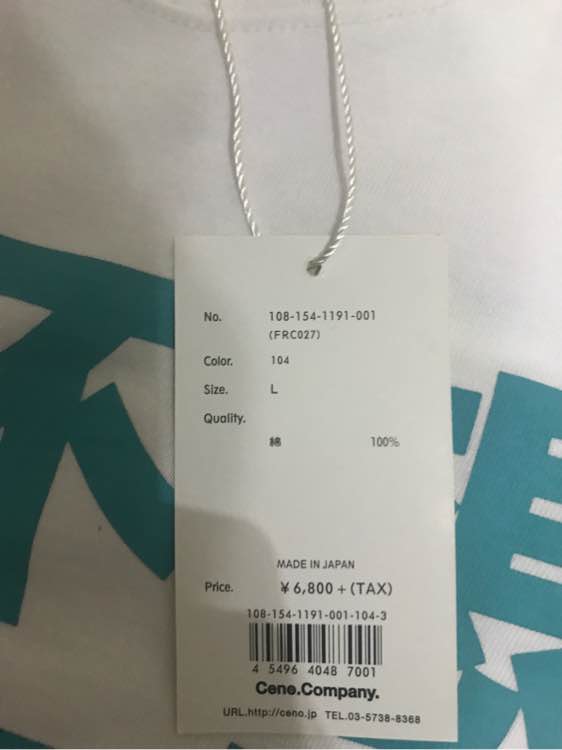 No. 108-154-1191-001
(FRC027)
Color. 104
Size. L
Quality.
綿 100%
MADE IN JAPAN
Price. ¥6,800+(TAX)
108-154-1191-001-104-3
4 5496 4048 7001
Cene.Company.
URL.http://ceno.jp TEL.03-5738-8368